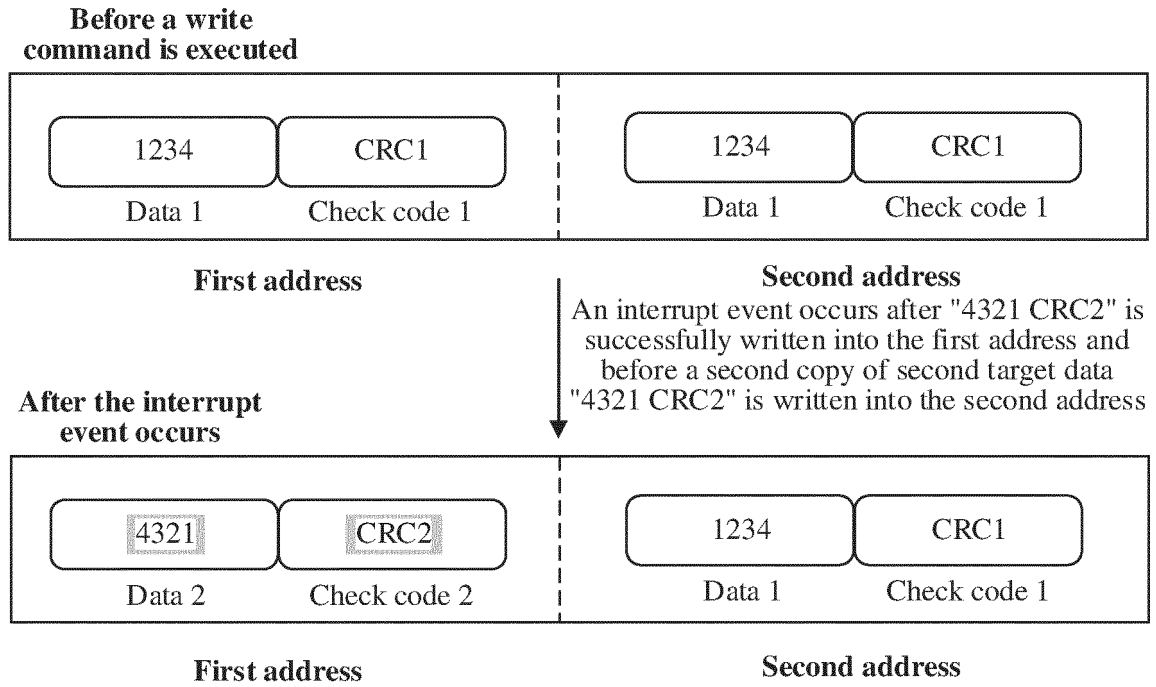 Before a write
command is executed
1234
CRC1
1234
CRC1
Data 1
Check code 1
Data 1
Check code 1
First address
Second address
An interrupt event occurs after "4321 CRC2" is
successfully written into the first address and
before a second copy of second target data
"4321 CRC2" is written into the second address
After the interrupt
event occurs
4321
CRC2
1234
CRC1
Data 2
Check code 2
Data 1
Check code 1
First address
Second address